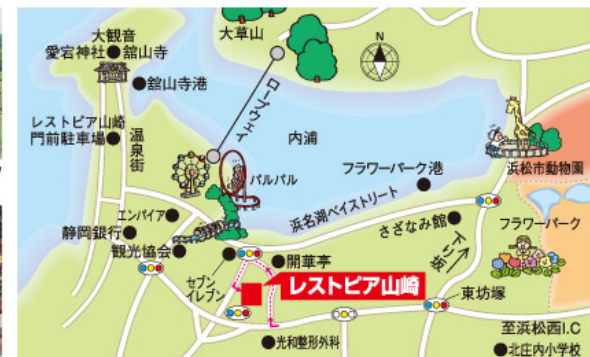 大観音
愛宕神社●舘山寺
●舘山寺港
レストピア山崎
門前駐車場●
温泉街
大草山
ロープウェイ
N
内浦
パルパル
フラワーパーク港
浜松市動物園
浜名湖ベイストリート
さざなみ館●
フラワーパーク
下り坂
エンパイア●
静岡銀行●
観光協会●
セブン
イレブン
●開華亭
レストピア山崎
東坊塚
●光和整形外科
至浜松西I.C
●北庄内小学校